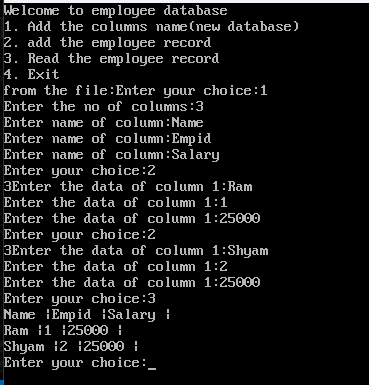 Welcome to employee database
1. Add the columns name(new database)
2. add the employee record
3. Read the employee record
4. Exit
from the file:Enter your choice:1
Enter the no of columns:3
Enter name of column:Name
Enter name of column:Empid
Enter name of column:Salary
Enter your choice:2
3Enter the data of column 1:Ram
Enter the data of column 1:1
Enter the data of column 1:25000
Enter your choice:2
3Enter the data of column 1:Shyam
Enter the data of column 1:2
Enter the data of column 1:25000
Enter your choice:3
Name |Empid |Salary |
Ram |1 |25000 |
Shyam |2 |25000 |
Enter your choice:_